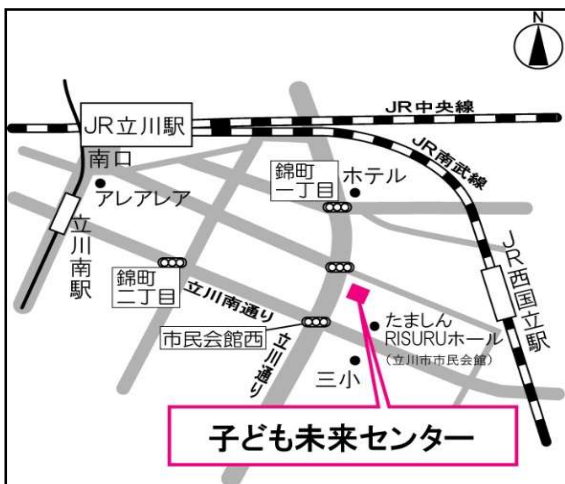 N
JR中央線
JR立川駅
JR南武線
南口
錦町
一丁目
ホテル
アレアレア
立川南駅
JR西国立駅
錦町
二丁目
立川南通り
たましん
RISURUホール
(立川市市民会館)
市民会館西
立川通り
三小
子ども未来センター